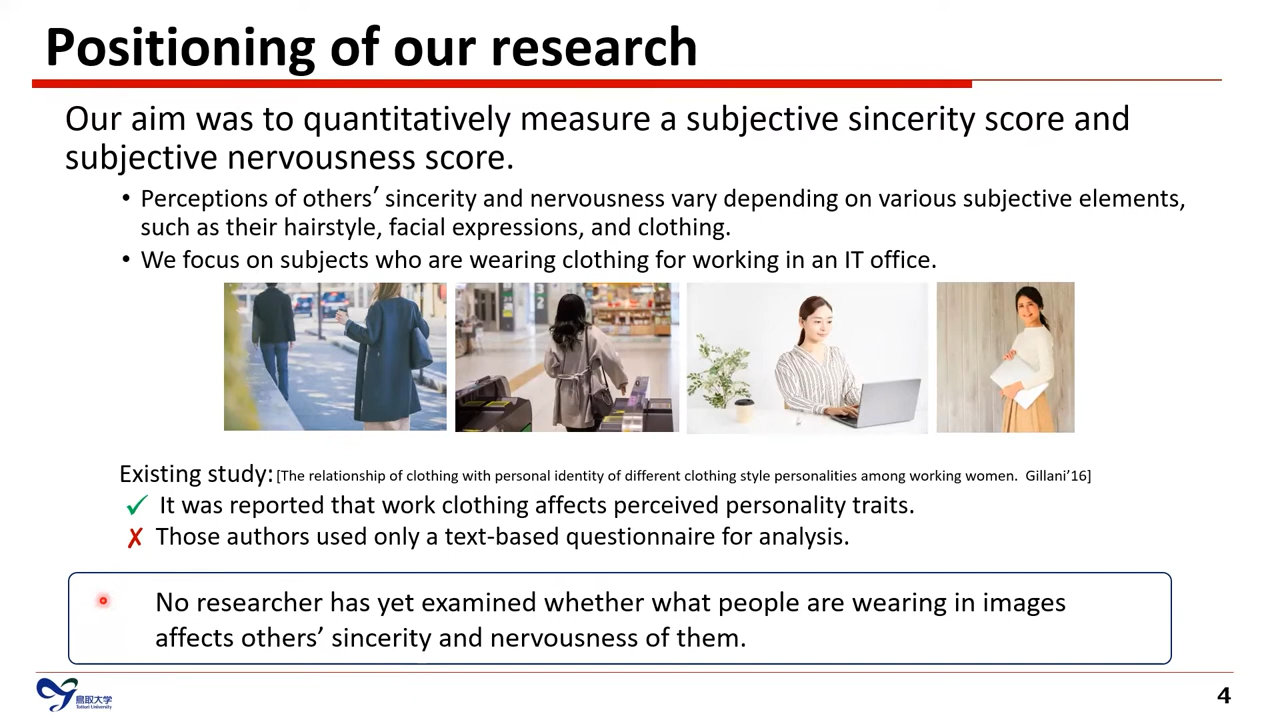 Positioning of our research
Our aim was to quantitatively measure a subjective sincerity score and
subjective nervousness score.
• Perceptions of others’ sincerity and nervousness vary depending on various subjective elements,
such as their hairstyle, facial expressions, and clothing.
• We focus on subjects who are wearing clothing for working in an IT office.
Existing study: [The relationship of clothing with personal identity of different clothing style personalities among working women. Gillani’16]
✓ It was reported that work clothing affects perceived personality traits.
✗ Those authors used only a text-based questionnaire for analysis.
No researcher has yet examined whether what people are wearing in images
affects others’ sincerity and nervousness of them.
鳥取大学
Tottori University
4